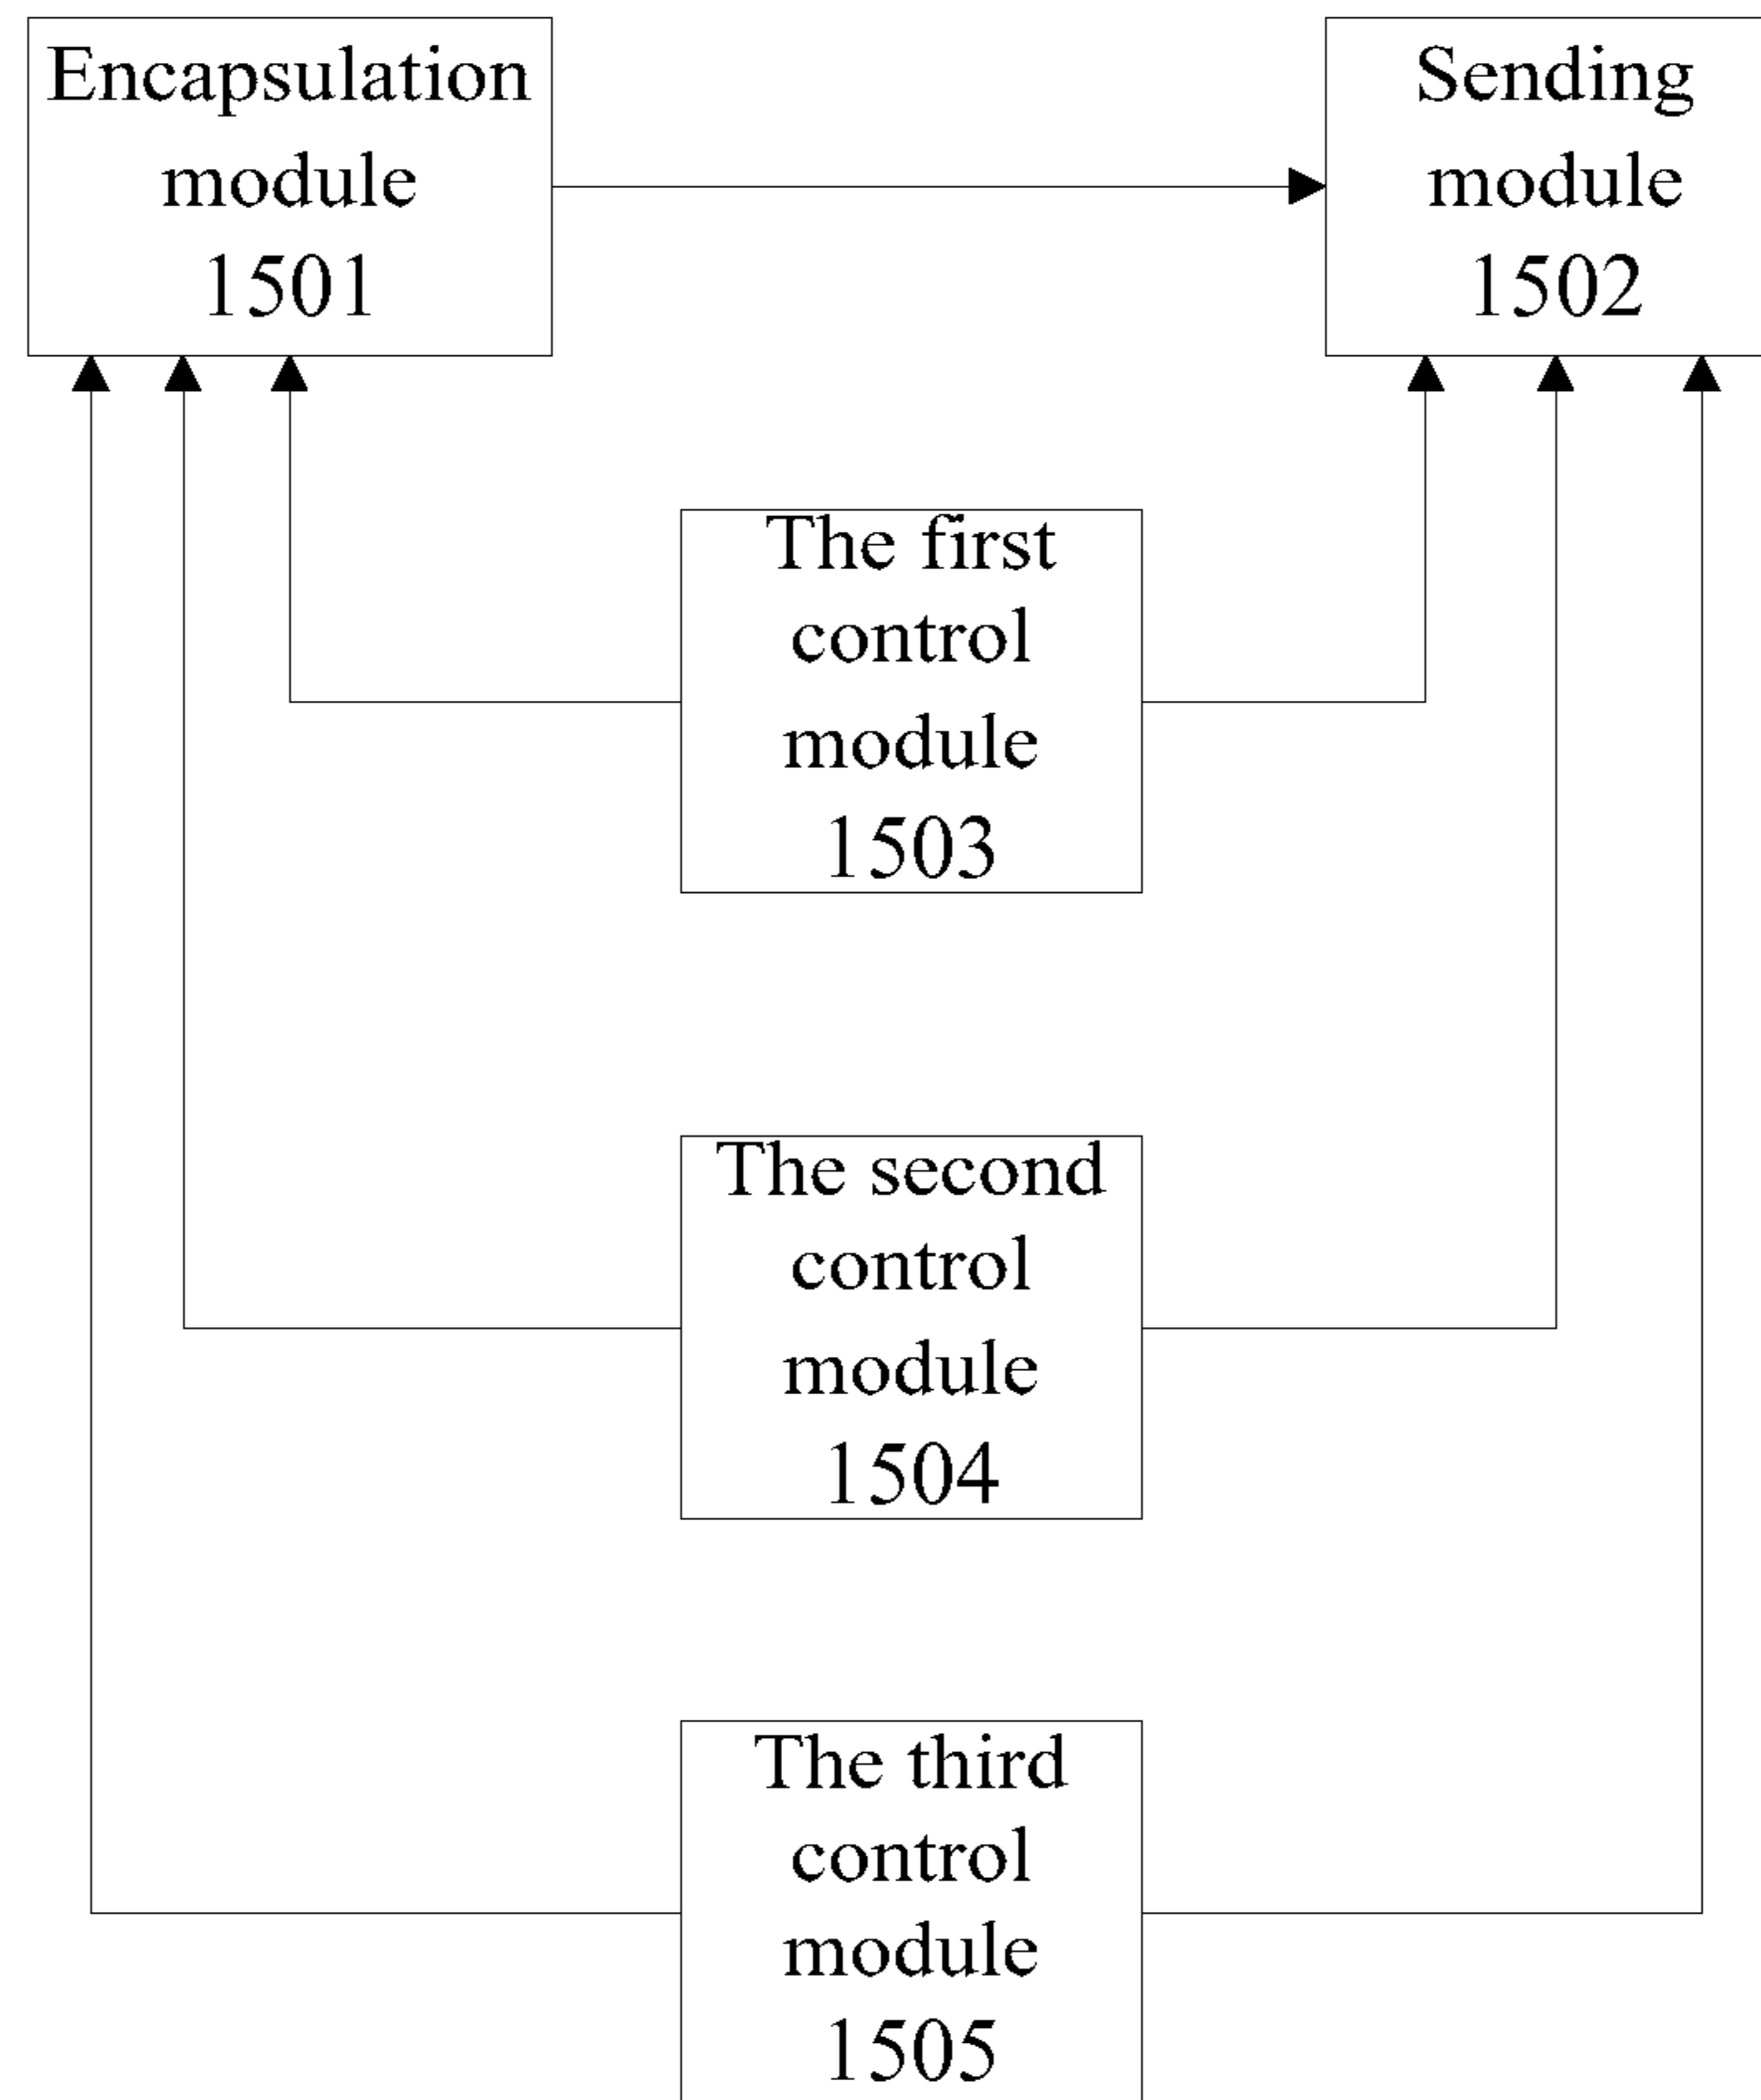 Encapsulation
module
1501
Sending
module
1502
The first
control
module
1503
The second
control
module
1504
The third
control
module
1505